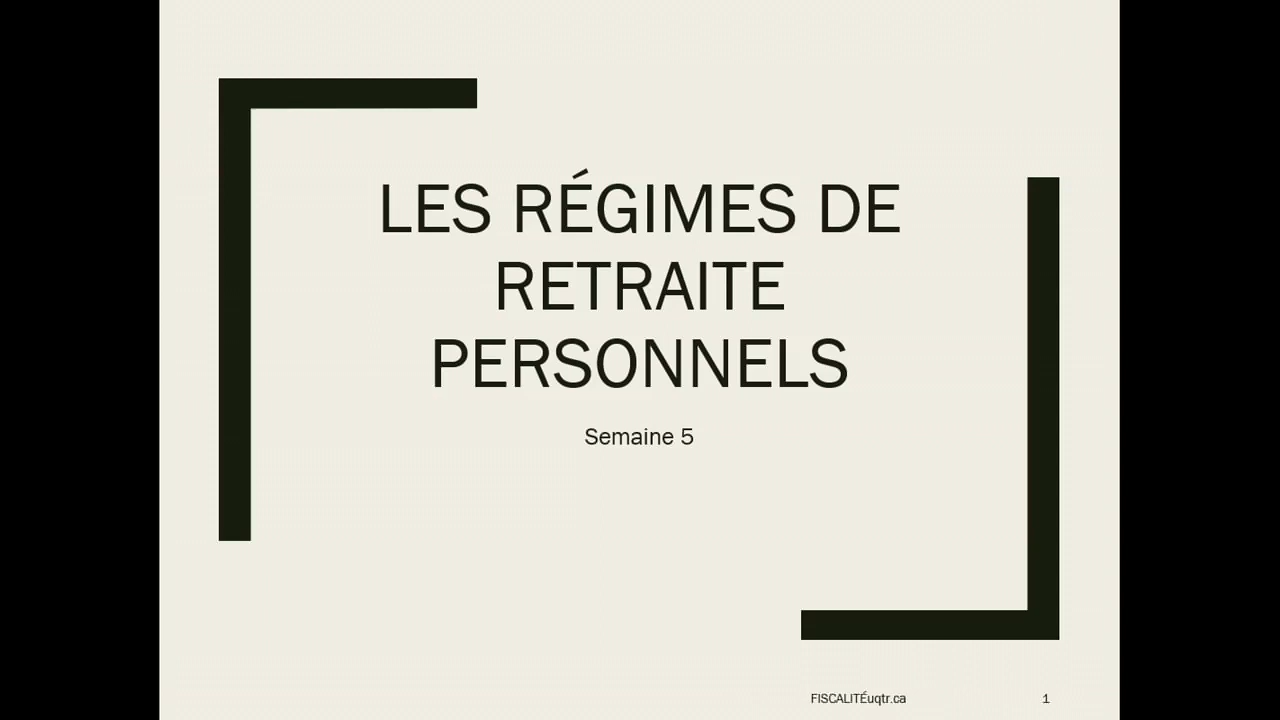 LES RÉGIMES DE
RETRAITE
PERSONNELS
Semaine 5
FISCALITÉuqtr.ca
1